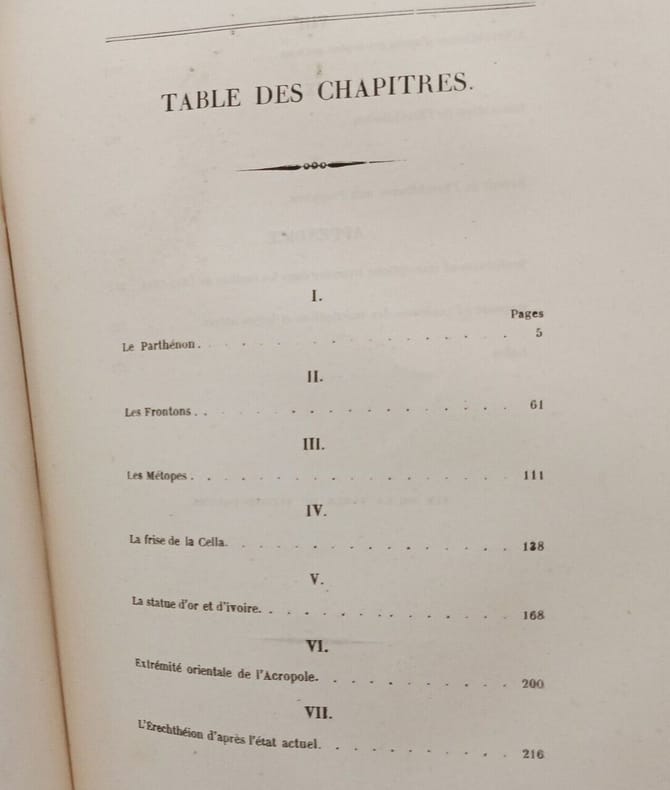 TABLE DES CHAPITRES.
I.
Pages
Le Parthénon. 5
II.
Les Frontons. 61
III.
Les Métopes. 111
IV.
La frise de la Cella. 138
V.
La statue d'or et d'ivoire. 168
VI.
Extrémité orientale de l'Acropole. 200
VII.
L'Érechthéion d'après l'état actuel. 216